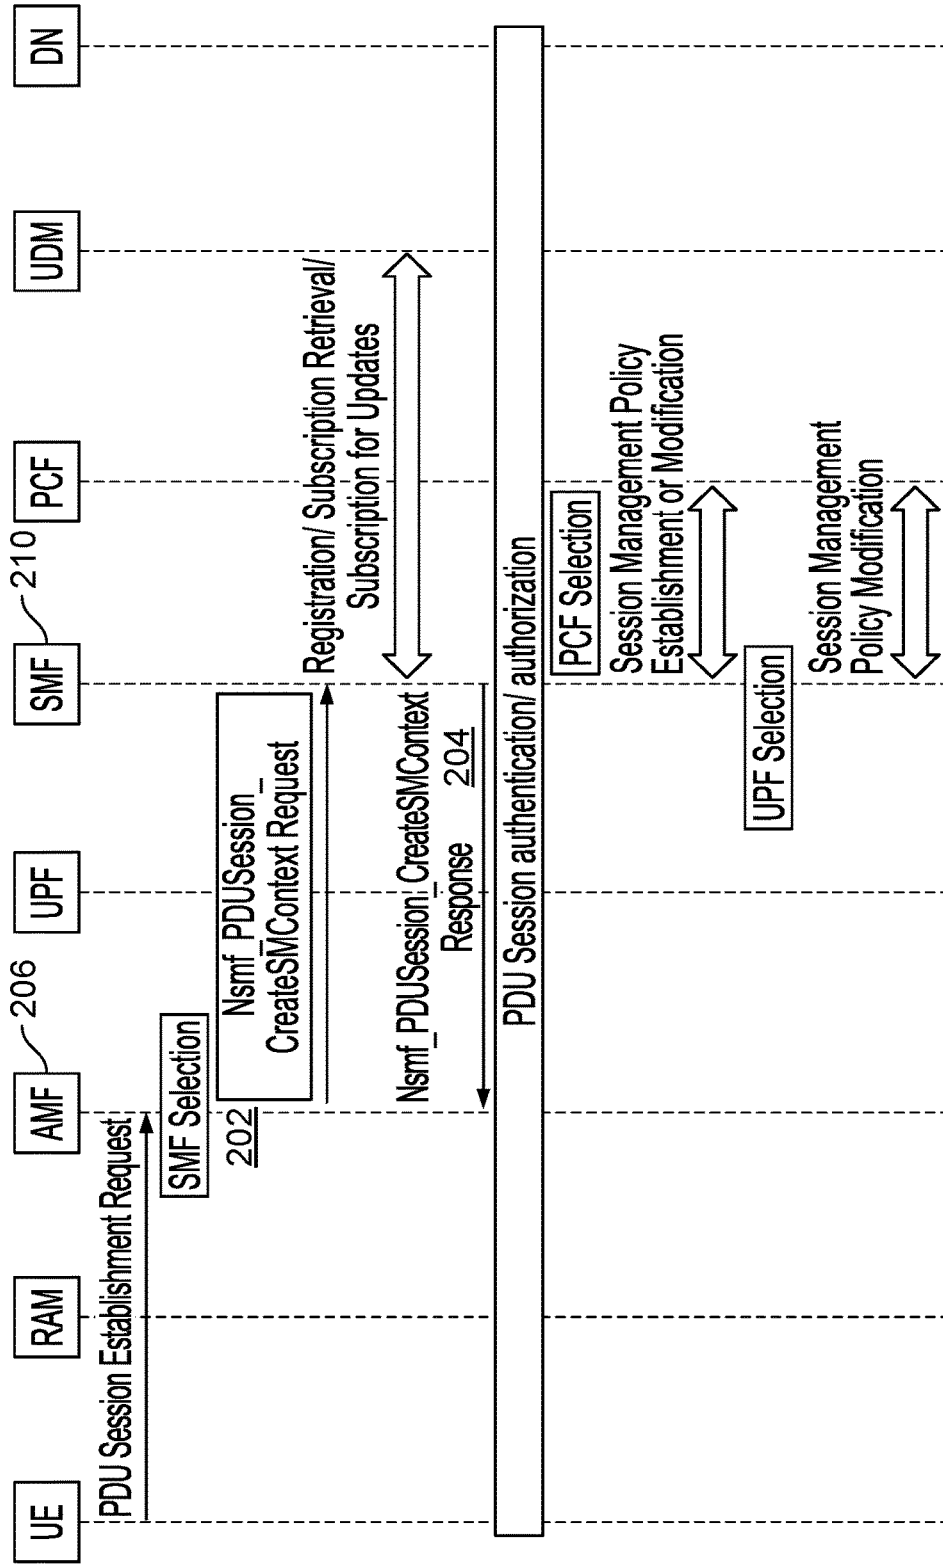 UE
RAM
AMF
206
UPF
SMF
210
PCF
UDM
DN
PDU Session Establishment Request
SMF Selection
202
Nsmf_PDUSession_
CreateSMContext Request
Registration/ Subscription Retrieval/
Subscription for Updates
Nsmf_PDUSession_CreateSMContext
Response
204
PDU Session authentication/ authorization
PCF Selection
Session Management Policy
Establishment or Modification
UPF Selection
Session Management
Policy Modification